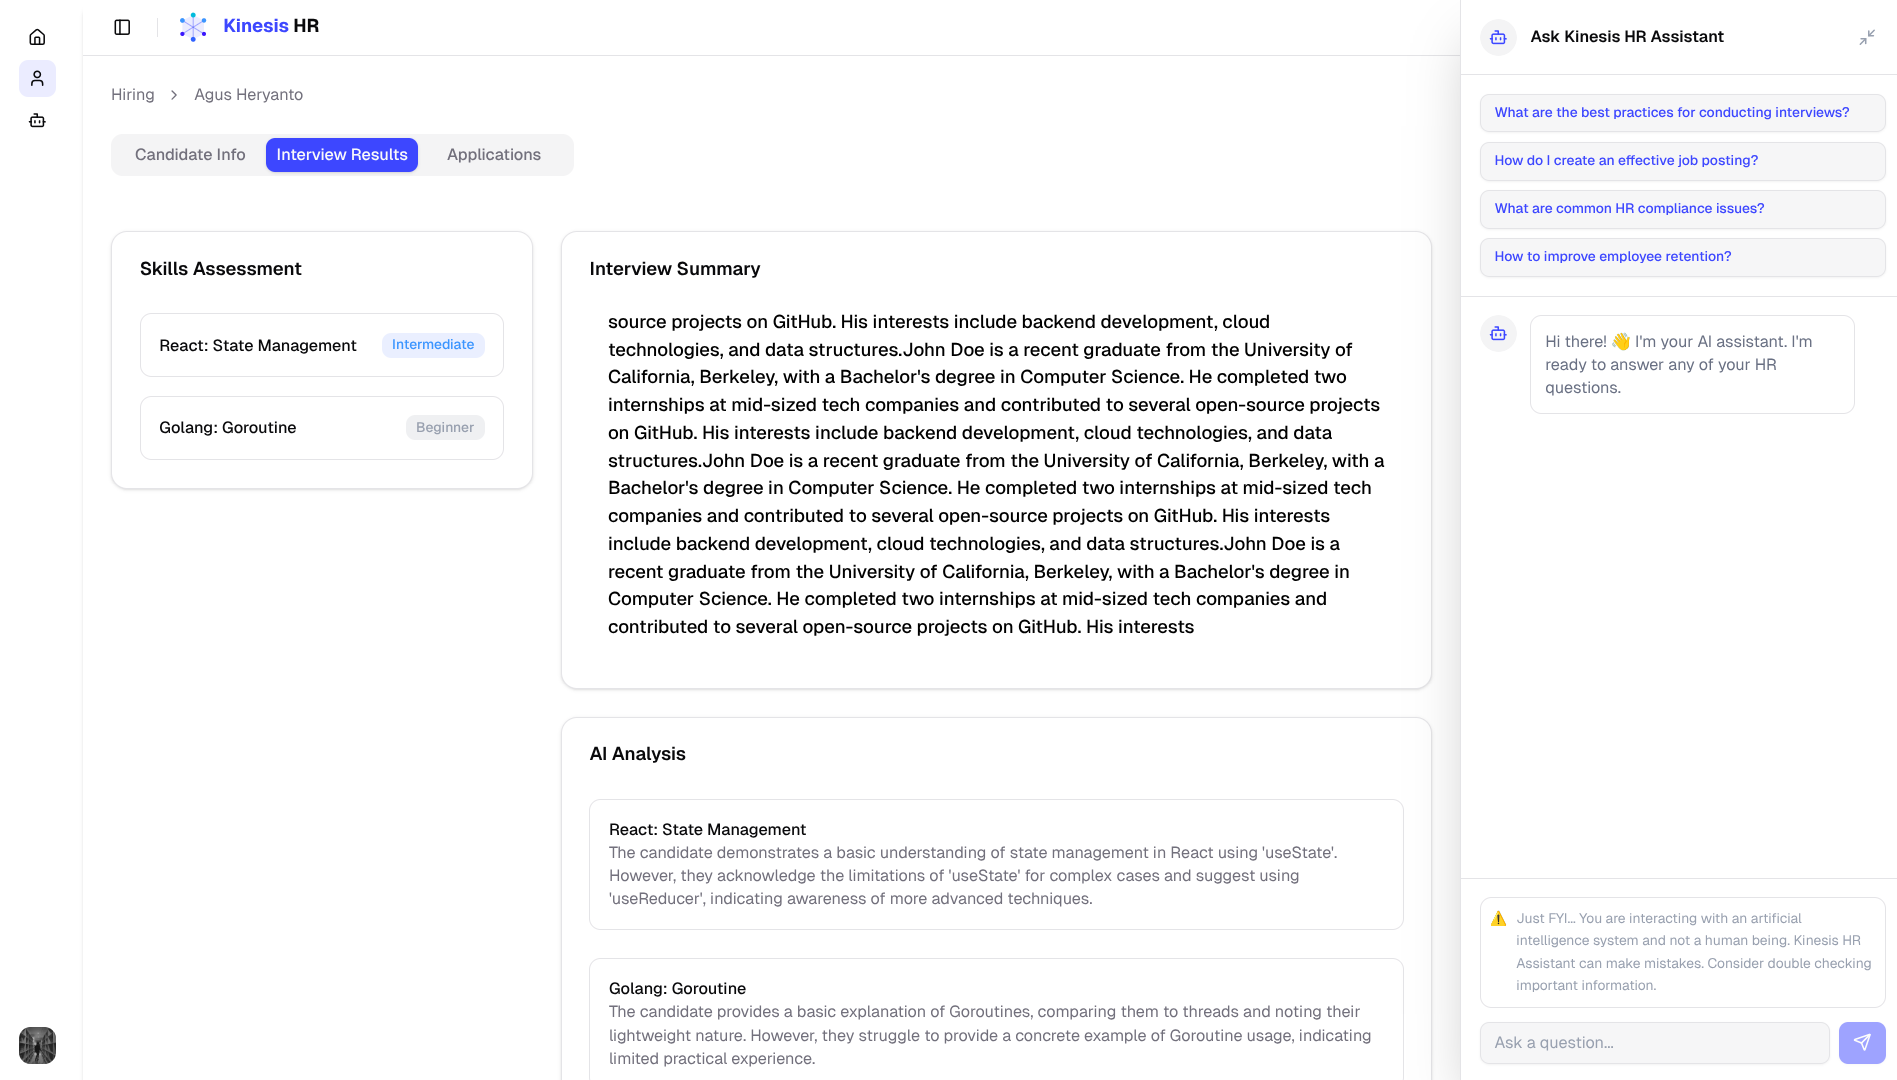 Kinesis HR
Hiring
Agus Heryanto
Candidate Info
Interview Results
Applications
Skills Assessment
React: State Management
Intermediate
Golang: Goroutine
Beginner
Interview Summary
source projects on GitHub. His interests include backend development, cloud
technologies, and data structures.John Doe is a recent graduate from the University of
California, Berkeley, with a Bachelor's degree in Computer Science. He completed two
internships at mid-sized tech companies and contributed to several open-source projects
on GitHub. His interests include backend development, cloud technologies, and data
structures.John Doe is a recent graduate from the University of California, Berkeley, with a
Bachelor's degree in Computer Science. He completed two internships at mid-sized tech
companies and contributed to several open-source projects on GitHub. His interests
include backend development, cloud technologies, and data structures.John Doe is a
recent graduate from the University of California, Berkeley, with a Bachelor's degree in
Computer Science. He completed two internships at mid-sized tech companies and
contributed to several open-source projects on GitHub. His interests
AI Analysis
React: State Management
The candidate demonstrates a basic understanding of state management in React using 'useState'.
However, they acknowledge the limitations of 'useState' for complex cases and suggest using
'useReducer', indicating awareness of more advanced techniques.
Golang: Goroutine
The candidate provides a basic explanation of Goroutines, comparing them to threads and noting their
lightweight nature. However, they struggle to provide a concrete example of Goroutine usage, indicating
limited practical experience.
Ask Kinesis HR Assistant
What are the best practices for conducting interviews?
How do I create an effective job posting?
What are common HR compliance issues?
How to improve employee retention?
Hi there! 👋 I'm your AI assistant. I'm
ready to answer any of your HR
questions.
⚠️ Just FYI... You are interacting with an artificial
intelligence system and not a human being. Kinesis HR
Assistant can make mistakes. Consider double checking
important information.
Ask a question...